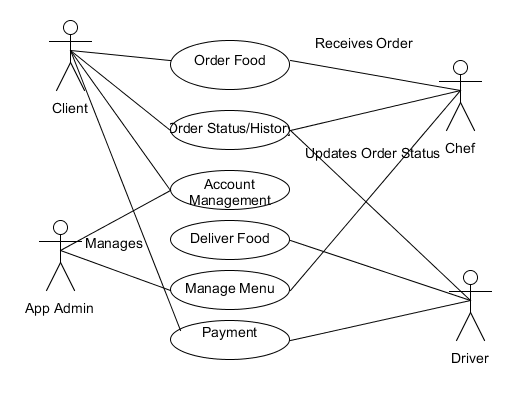 Receives Order
Order Food
Client
Order Status/History
Chef
Updates Order Status
Account
Management
Manages
Deliver Food
Manage Menu
App Admin
Payment
Driver